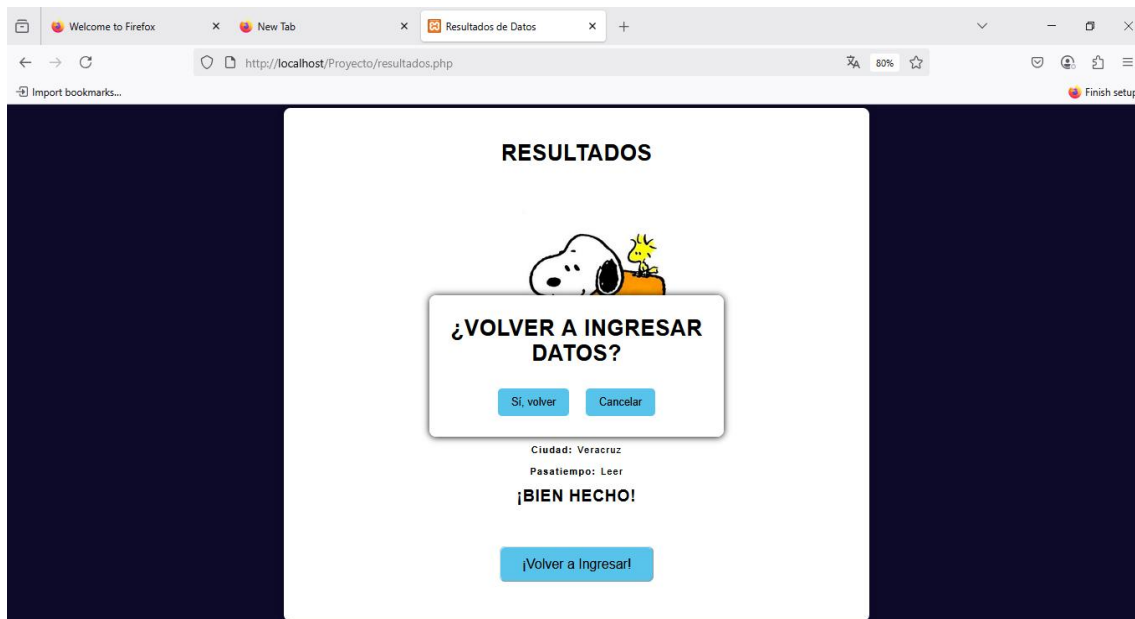 Welcome to Firefox
New Tab
Resultados de Datos
http://localhost/Proyecto/resultados.php
80%
Import bookmarks...
Finish setup
RESULTADOS
¿VOLVER A INGRESAR
DATOS?
Sí, volver
Cancelar
Ciudad: Veracruz
Pasatiempo: Leer
¡BIEN HECHO!
¡Volver a Ingresar!